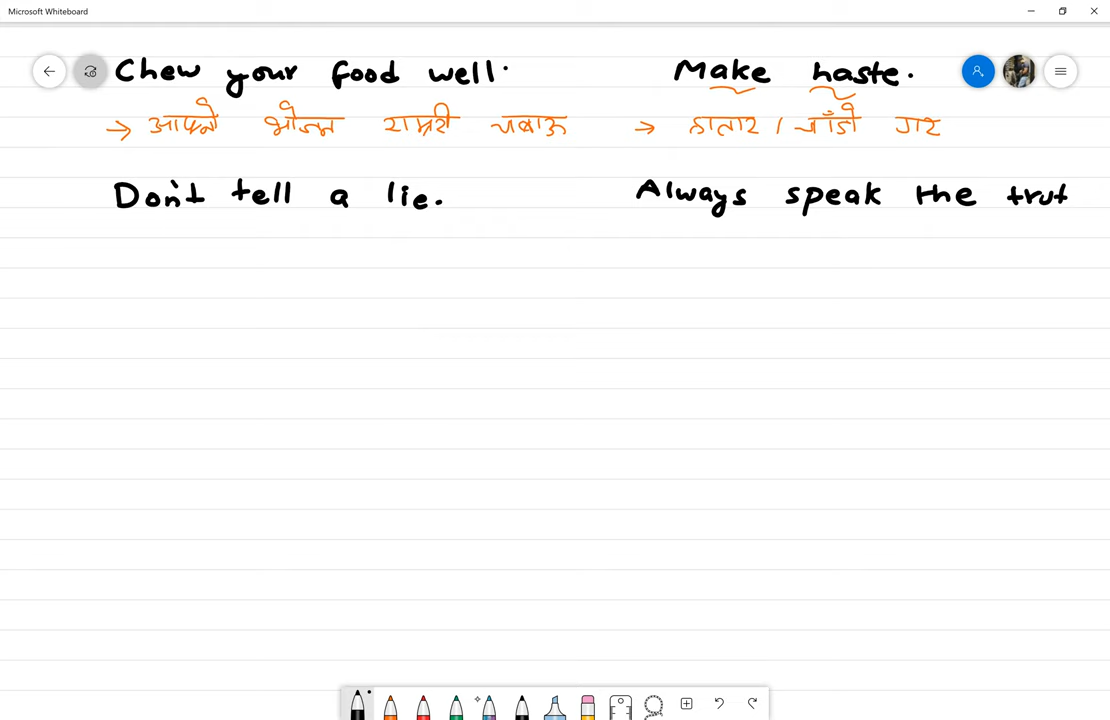 Microsoft Whiteboard
Chew your food well.
→ आफ्नो भोजन राम्ररी चबाऊ
Make haste.
→ हतार / चाँडो गर
Don't tell a lie.
Always speak the trut